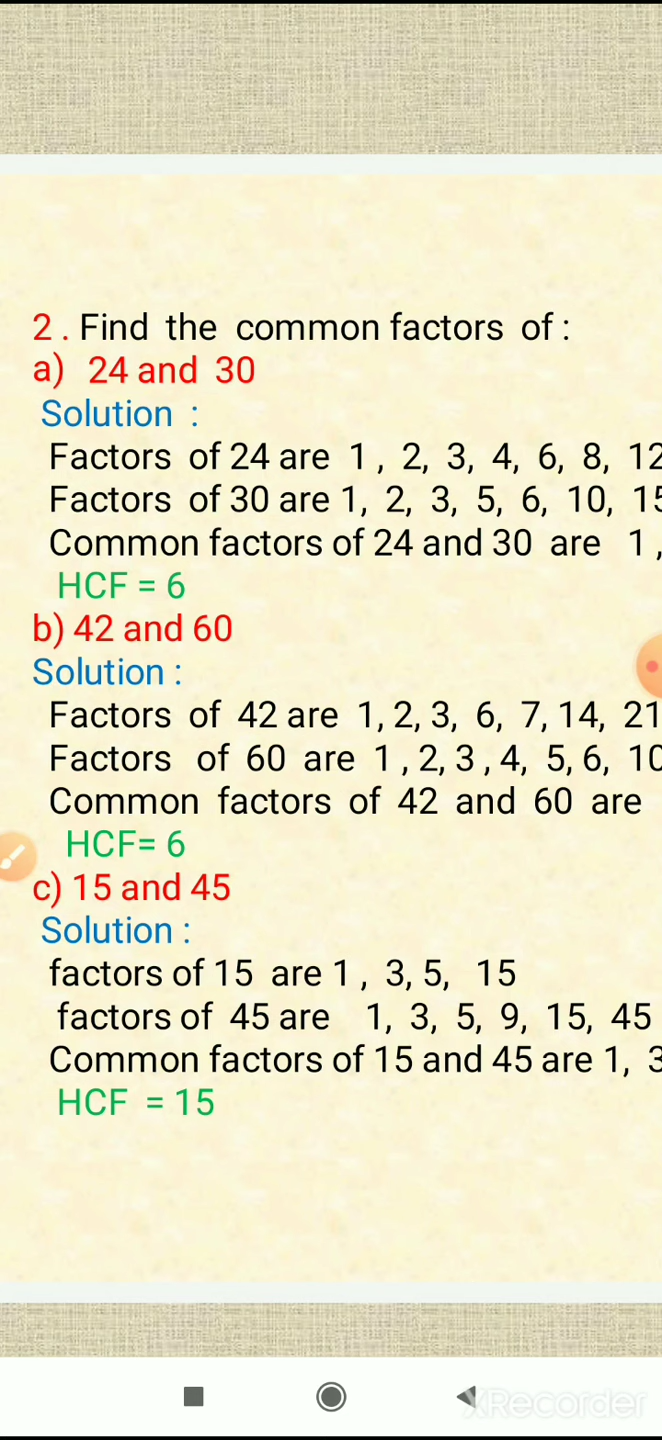 2 . Find the common factors of :
a) 24 and 30
Solution :
Factors of 24 are 1 , 2, 3, 4, 6, 8, 12
Factors of 30 are 1, 2, 3, 5, 6, 10, 15
Common factors of 24 and 30 are 1 ,
HCF = 6
b) 42 and 60
Solution :
Factors of 42 are 1, 2, 3, 6, 7, 14, 21
Factors of 60 are 1 , 2, 3 , 4, 5, 6, 10
Common factors of 42 and 60 are
HCF= 6
c) 15 and 45
Solution :
factors of 15 are 1 , 3, 5, 15
factors of 45 are 1, 3, 5, 9, 15, 45
Common factors of 15 and 45 are 1, 3
HCF = 15
XRecorder